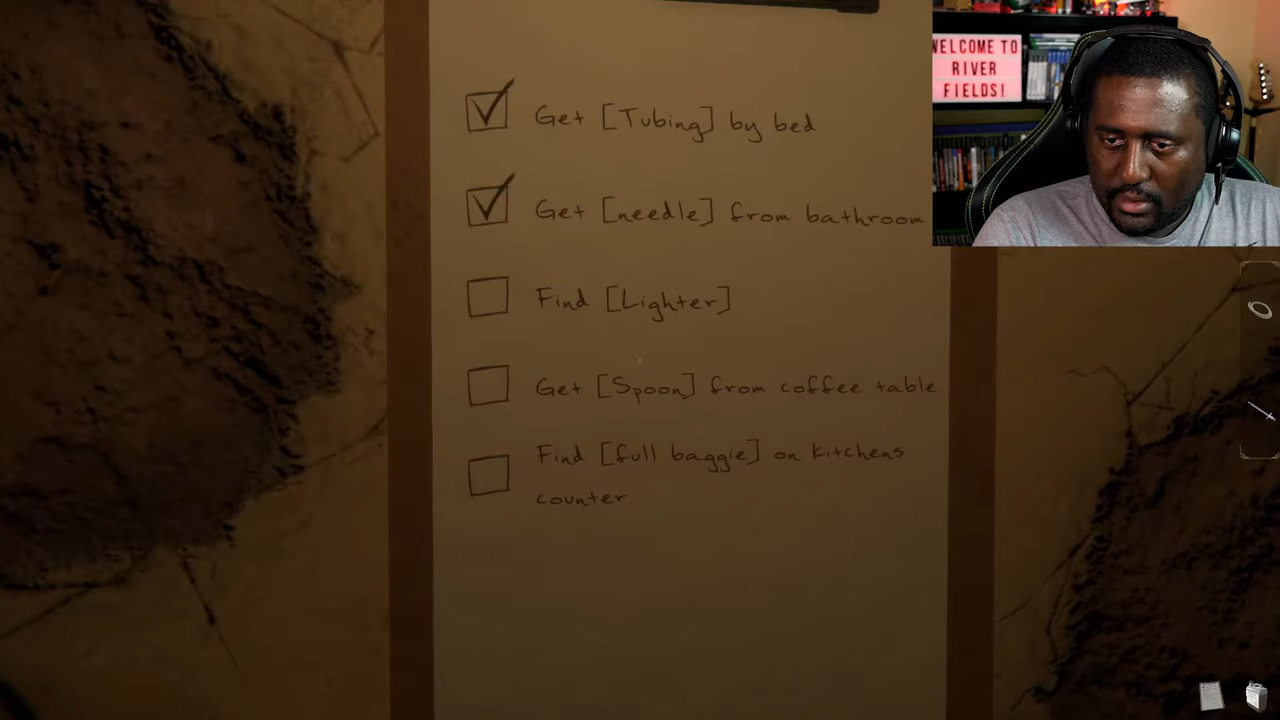 WELCOME TO
RIVER
FIELDS!
Get [Tubing] by bed
Get [needle] from bathroom
Find [Lighter]
Get [Spoon] from coffee table
Find [full baggie] on kitchens
counter